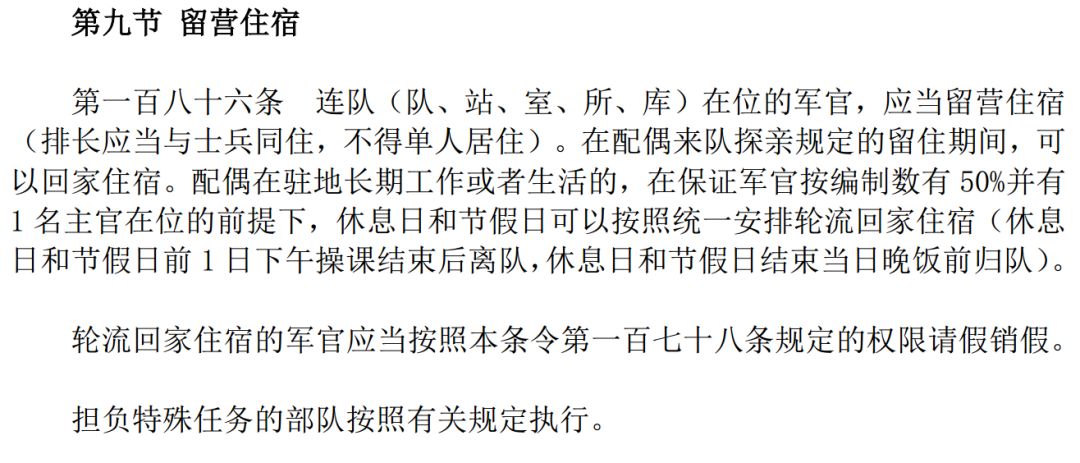 第九节 留营住宿
第一百八十六条 连队（队、站、室、所、库）在位的军官，应当留营住宿
（排长应当与士兵同住，不得单人居住）。在配偶来队探亲规定的留住期间，可
以回家住宿。配偶在驻地长期工作或者生活的，在保证军官按编制数有 50%并有
1 名主官在位的前提下，休息日和节假日可以按照统一安排轮流回家住宿（休息
日和节假日前 1 日下午操课结束后离队，休息日和节假日结束当日晚饭前归队）。
轮流回家住宿的军官应当按照本条令第一百七十八条规定的权限请假销假。
担负特殊任务的部队按照有关规定执行。